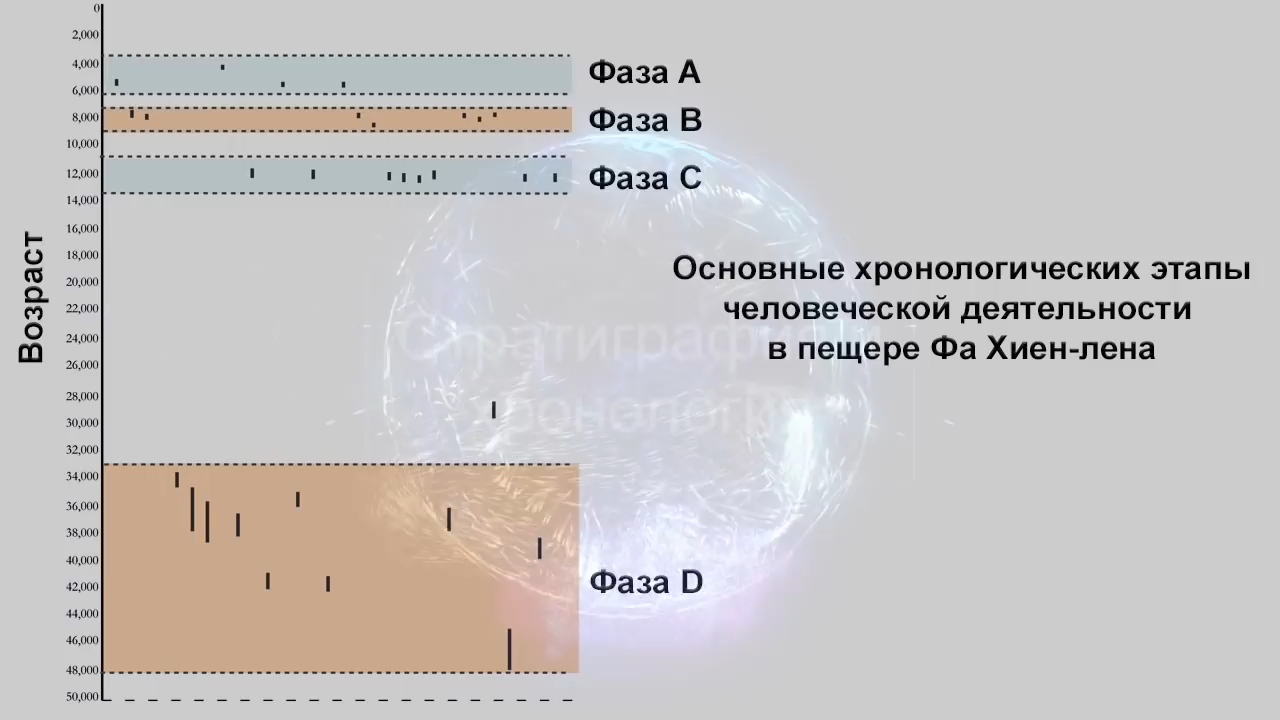 0
2,000
4,000
6,000
8,000
10,000
12,000
14,000
16,000
18,000
20,000
22,000
24,000
26,000
28,000
30,000
32,000
34,000
36,000
38,000
40,000
42,000
44,000
46,000
48,000
50,000
Возраст
Фаза A
Фаза B
Фаза C
Фаза D
Основные хронологических этапы
человеческой деятельности
в пещере Фа Хиен-лена
Стратиграфия и
хронология